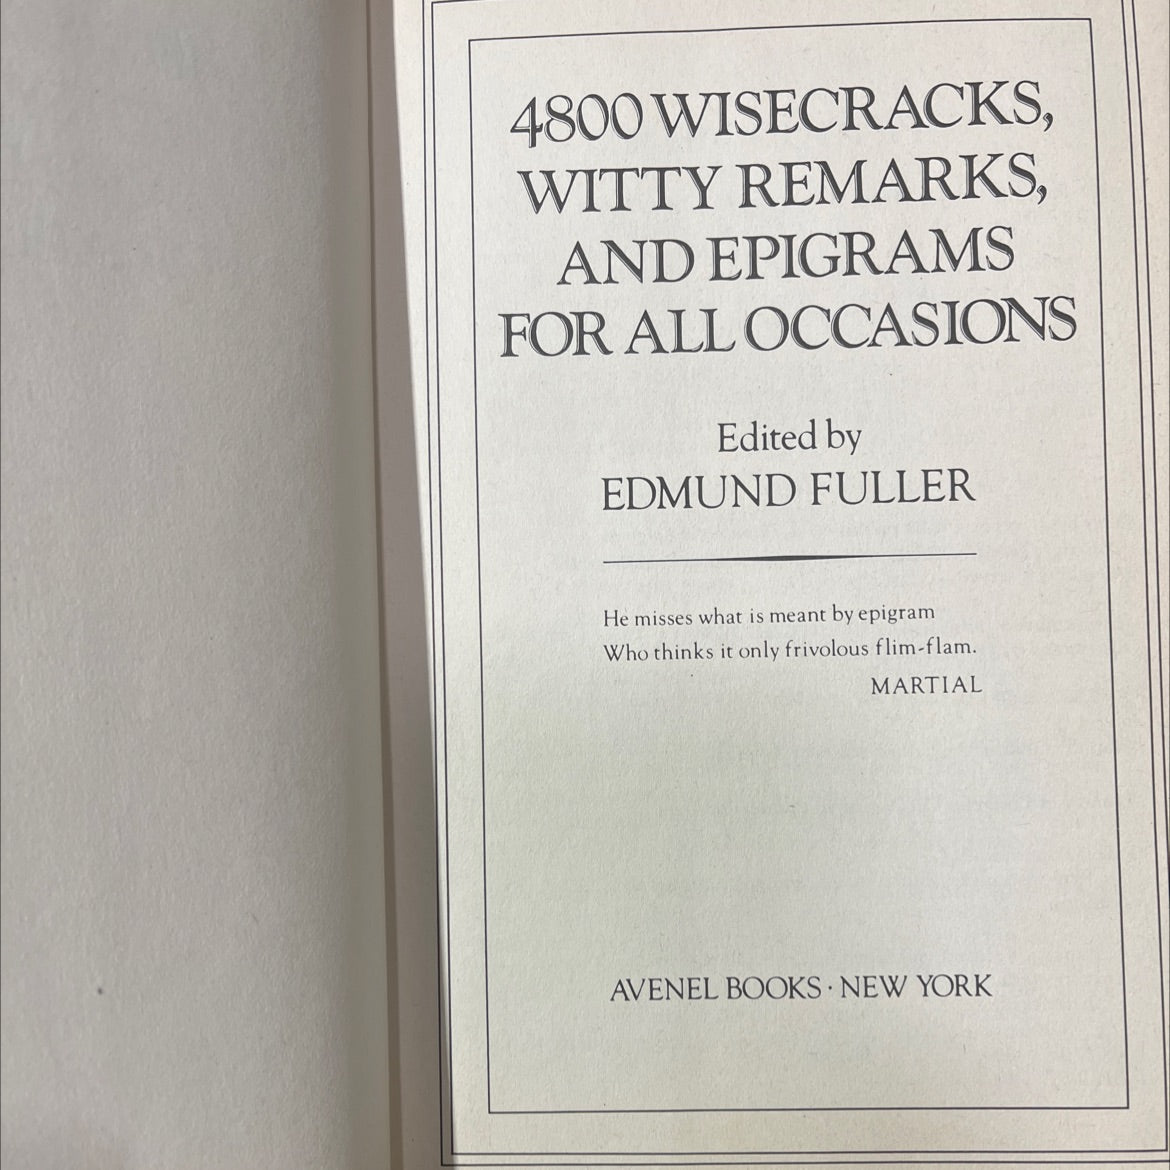 4800 WISECRACKS,
WITTY REMARKS,
AND EPIGRAMS
FOR ALL OCCASIONS
Edited by
EDMUND FULLER
He misses what is meant by epigram
Who thinks it only frivolous flim-flam.
MARTIAL
AVENEL BOOKS · NEW YORK